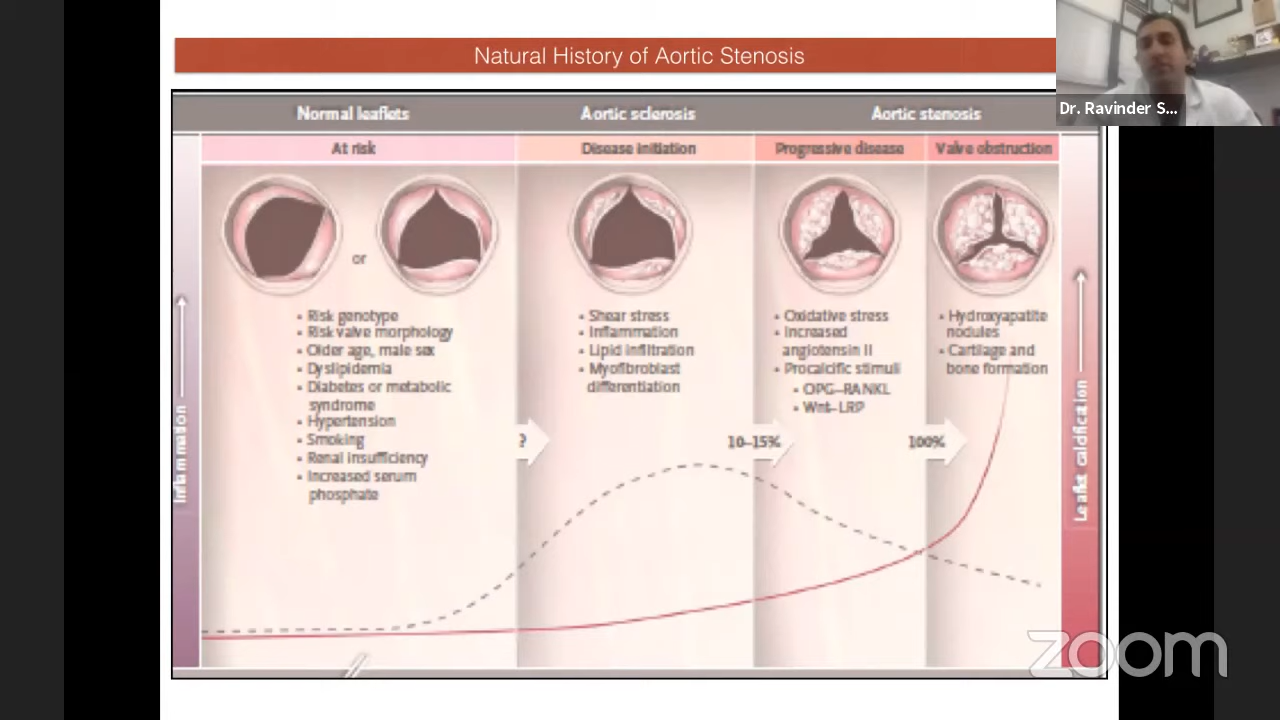 Natural History of Aortic Stenosis
Dr. Ravinder S...
Normal leaflets
Aortic sclerosis
Aortic stenosis
At risk
Disease initiation
Progressive disease
Valve obstruction
or
• Risk genotype
• Risk valve morphology
• Older age, male sex
• Dyslipidemia
• Diabetes or metabolic
syndrome
• Hypertension
• Smoking
• Renal insufficiency
• Increased serum
phosphate
• Shear stress
• Inflammation
• Lipid infiltration
• Myofibroblast
differentiation
• Oxidative stress
• Increased
angiotensin II
• Procalcific stimuli
• OPG–RANKL
• Wnt–LRP
• Hydroxyapatite
nodules
• Cartilage and
bone formation
?
10–15%
100%
Inflammation
Leaflet calcification
zoom